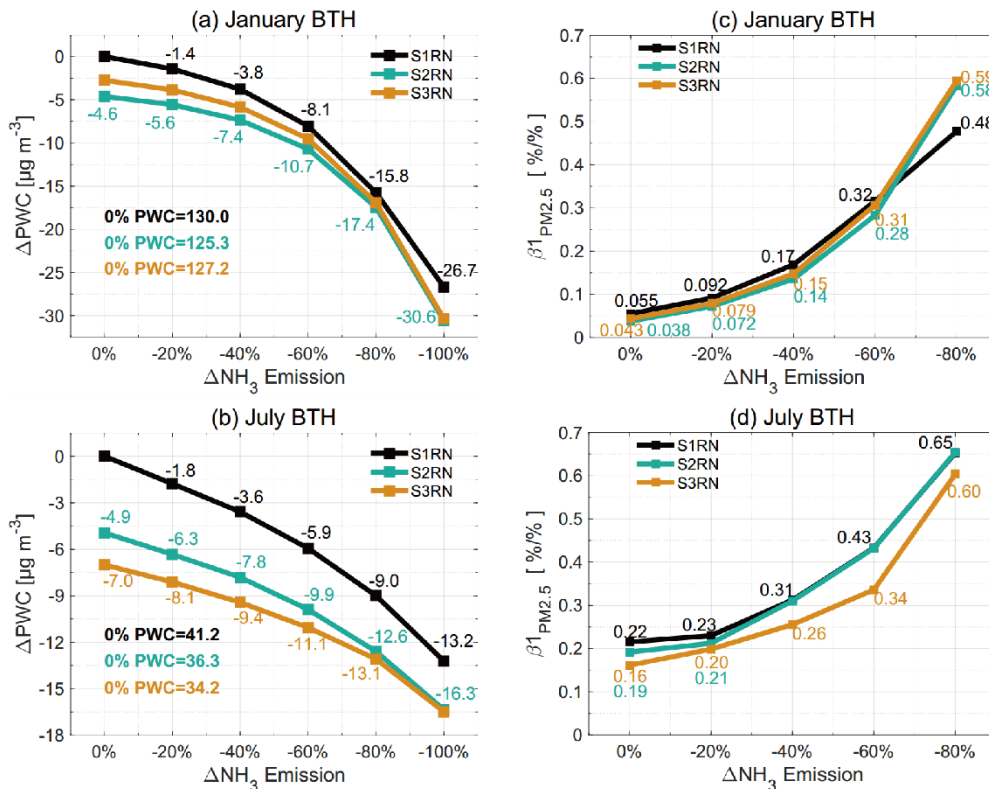 (a) January BTH
ΔPWC [µg m⁻³]
0
-5
-10
-15
-20
-25
-30
S1RN
S2RN
S3RN
-1.4
-3.8
-8.1
-15.8
-26.7
-4.6
-5.6
-7.4
-10.7
-17.4
-30.6
0% PWC=130.0
0% PWC=125.3
0% PWC=127.2
0% -20% -40% -60% -80% -100%
ΔNH₃ Emission
(c) January BTH
β1PM2.5 [ %/%]
0.7
0.6
0.5
0.4
0.3
0.2
0.1
0
S1RN
S2RN
S3RN
0.055
0.092
0.17
0.32
0.48
0.043
0.038
0.079
0.072
0.15
0.14
0.31
0.28
0.59
0.58
0% -20% -40% -60% -80%
ΔNH₃ Emission
(b) July BTH
ΔPWC [µg m⁻³]
0
-3
-6
-9
-12
-15
-18
S1RN
S2RN
S3RN
-1.8
-3.6
-5.9
-9.0
-13.2
-4.9
-6.3
-7.8
-9.9
-12.6
-16.3
-7.0
-8.1
-9.4
-11.1
-13.1
0% PWC=41.2
0% PWC=36.3
0% PWC=34.2
0% -20% -40% -60% -80% -100%
ΔNH₃ Emission
(d) July BTH
β1PM2.5 [ %/%]
0.7
0.6
0.5
0.4
0.3
0.2
0.1
0
S1RN
S2RN
S3RN
0.22
0.23
0.31
0.43
0.65
0.16
0.19
0.20
0.21
0.26
0.34
0.60
0% -20% -40% -60% -80%
ΔNH₃ Emission